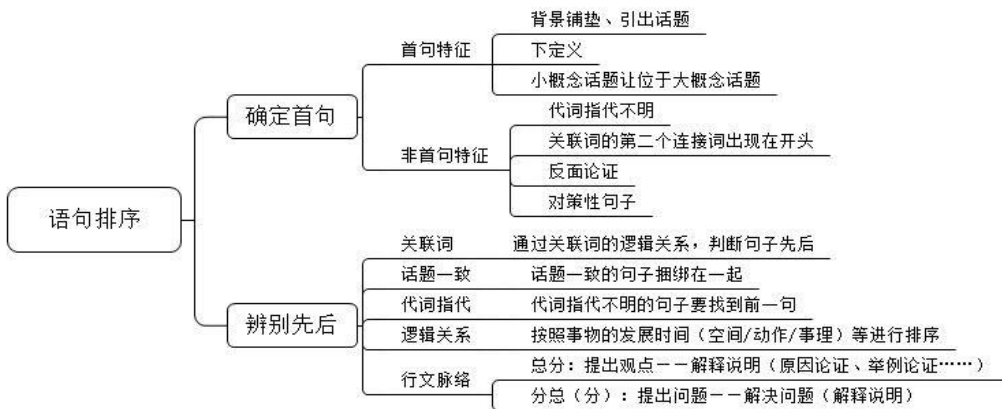 语句排序
确定首句
首句特征
背景铺垫、引出话题
下定义
小概念话题让位于大概念话题
非首句特征
代词指代不明
关联词的第二个连接词出现在开头
反面论证
对策性句子
辨别先后
关联词
通过关联词的逻辑关系，判断句子先后
话题一致
话题一致的句子捆绑在一起
代词指代
代词指代不明的句子要找到前一句
逻辑关系
按照事物的发展时间（空间/动作/事理）等进行排序
行文脉络
总分：提出观点——解释说明（原因论证、举例论证……）
分总（分）：提出问题——解决问题（解释说明）